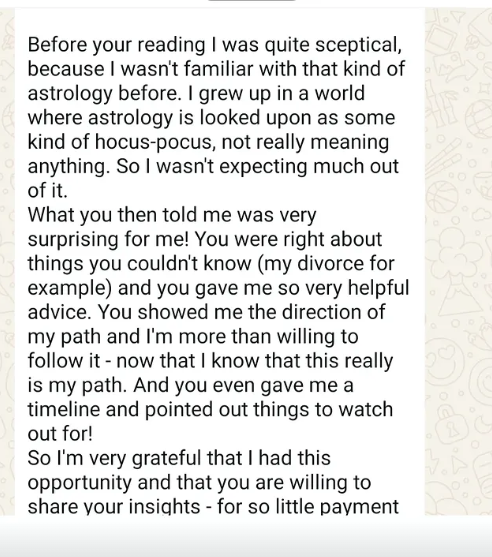 Before your reading I was quite sceptical,
because I wasn't familiar with that kind of
astrology before. I grew up in a world
where astrology is looked upon as some
kind of hocus-pocus, not really meaning
anything. So I wasn't expecting much out
of it.
What you then told me was very
surprising for me! You were right about
things you couldn't know (my divorce for
example) and you gave me so very helpful
advice. You showed me the direction of
my path and I'm more than willing to
follow it - now that I know that this really
is my path. And you even gave me a
timeline and pointed out things to watch
out for!
So I'm very grateful that I had this
opportunity and that you are willing to
share your insights - for so little payment